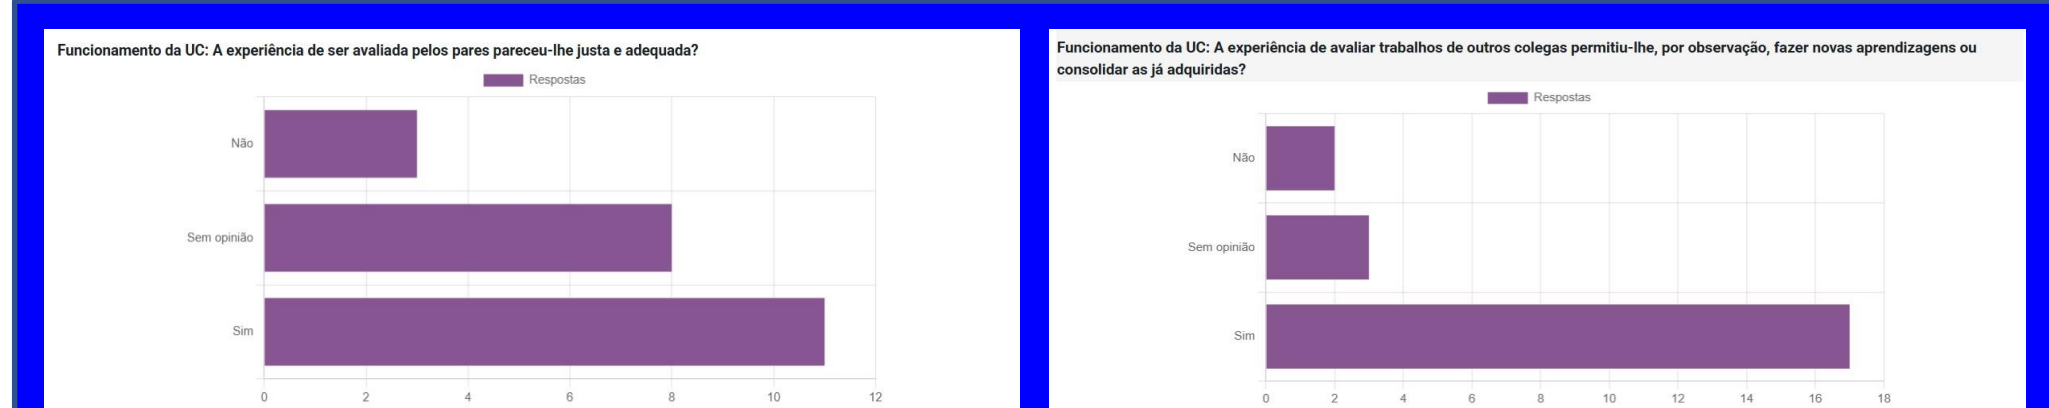 Funcionamento da UC: A experiência de ser avaliada pelos pares pareceu-lhe justa e adequada?
Respostas
Não
Sem opinião
Sim
0 2 4 6 8 10 12
Funcionamento da UC: A experiência de avaliar trabalhos de outros colegas permitiu-lhe, por observação, fazer novas aprendizagens ou
consolidar as já adquiridas?
Respostas
Não
Sem opinião
Sim
0 2 4 6 8 10 12 14 16 18